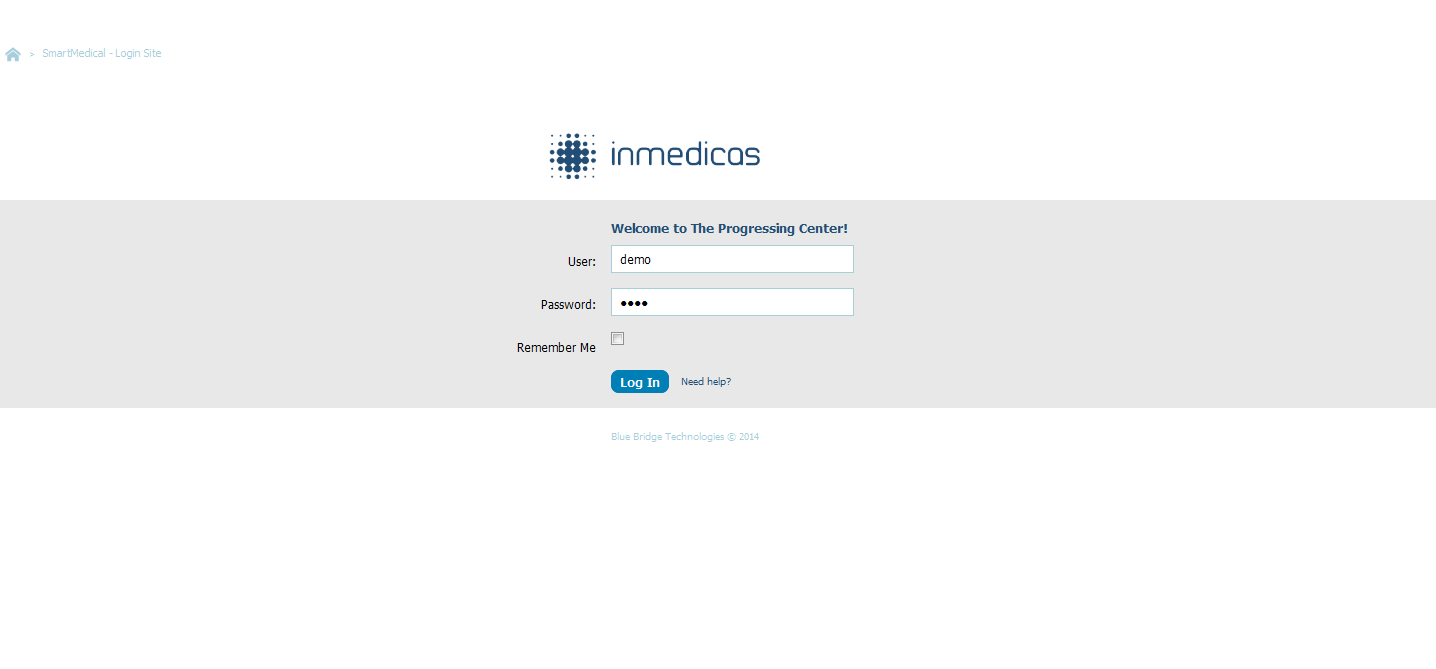 > SmartMedical - Login Site
inmedicas
Welcome to The Progressing Center!
User: demo
Password: ••••
Remember Me
Log In Need help?
Blue Bridge Technologies © 2014